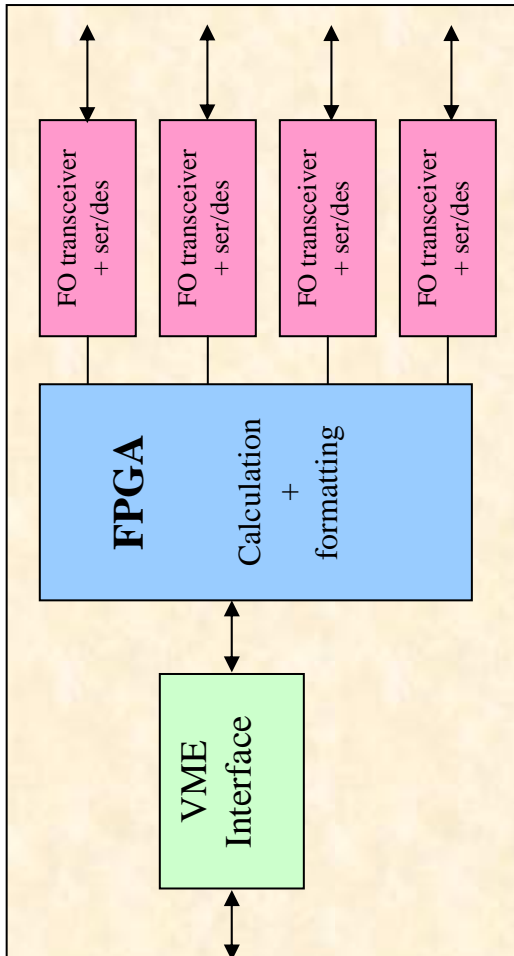 FO transceiver
+ ser/des
FO transceiver
+ ser/des
FO transceiver
+ ser/des
FO transceiver
+ ser/des
FPGA
Calculation
+
formatting
VME
Interface